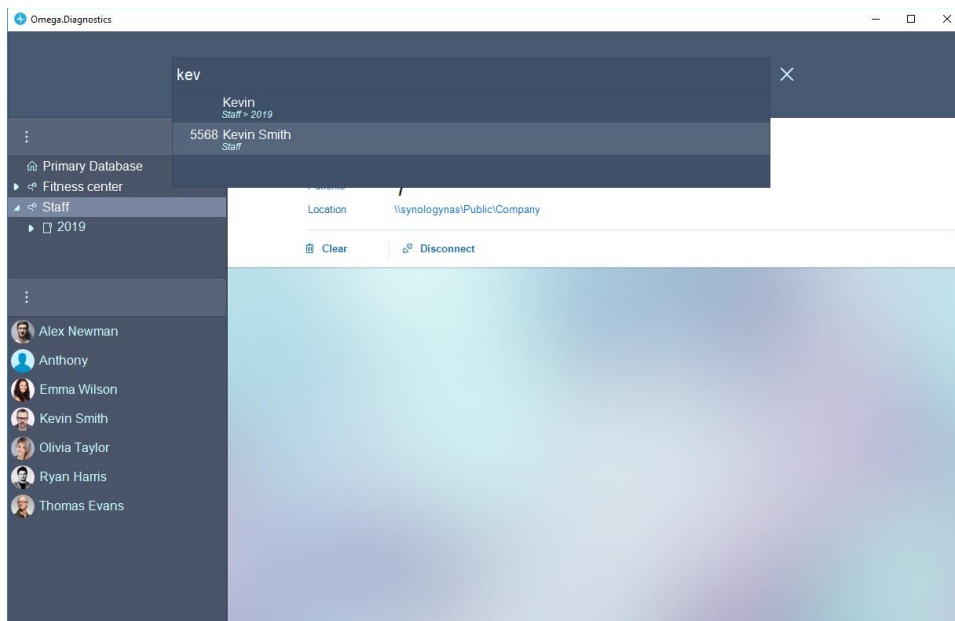 Omega.Diagnostics
kev
Kevin
Staff > 2019
5568 Kevin Smith
Staff
Primary Database
Fitness center
Staff
2019
Patients
7
Location \\synologynas\Public\Company
Clear Disconnect
Alex Newman
Anthony
Emma Wilson
Kevin Smith
Olivia Taylor
Ryan Harris
Thomas Evans